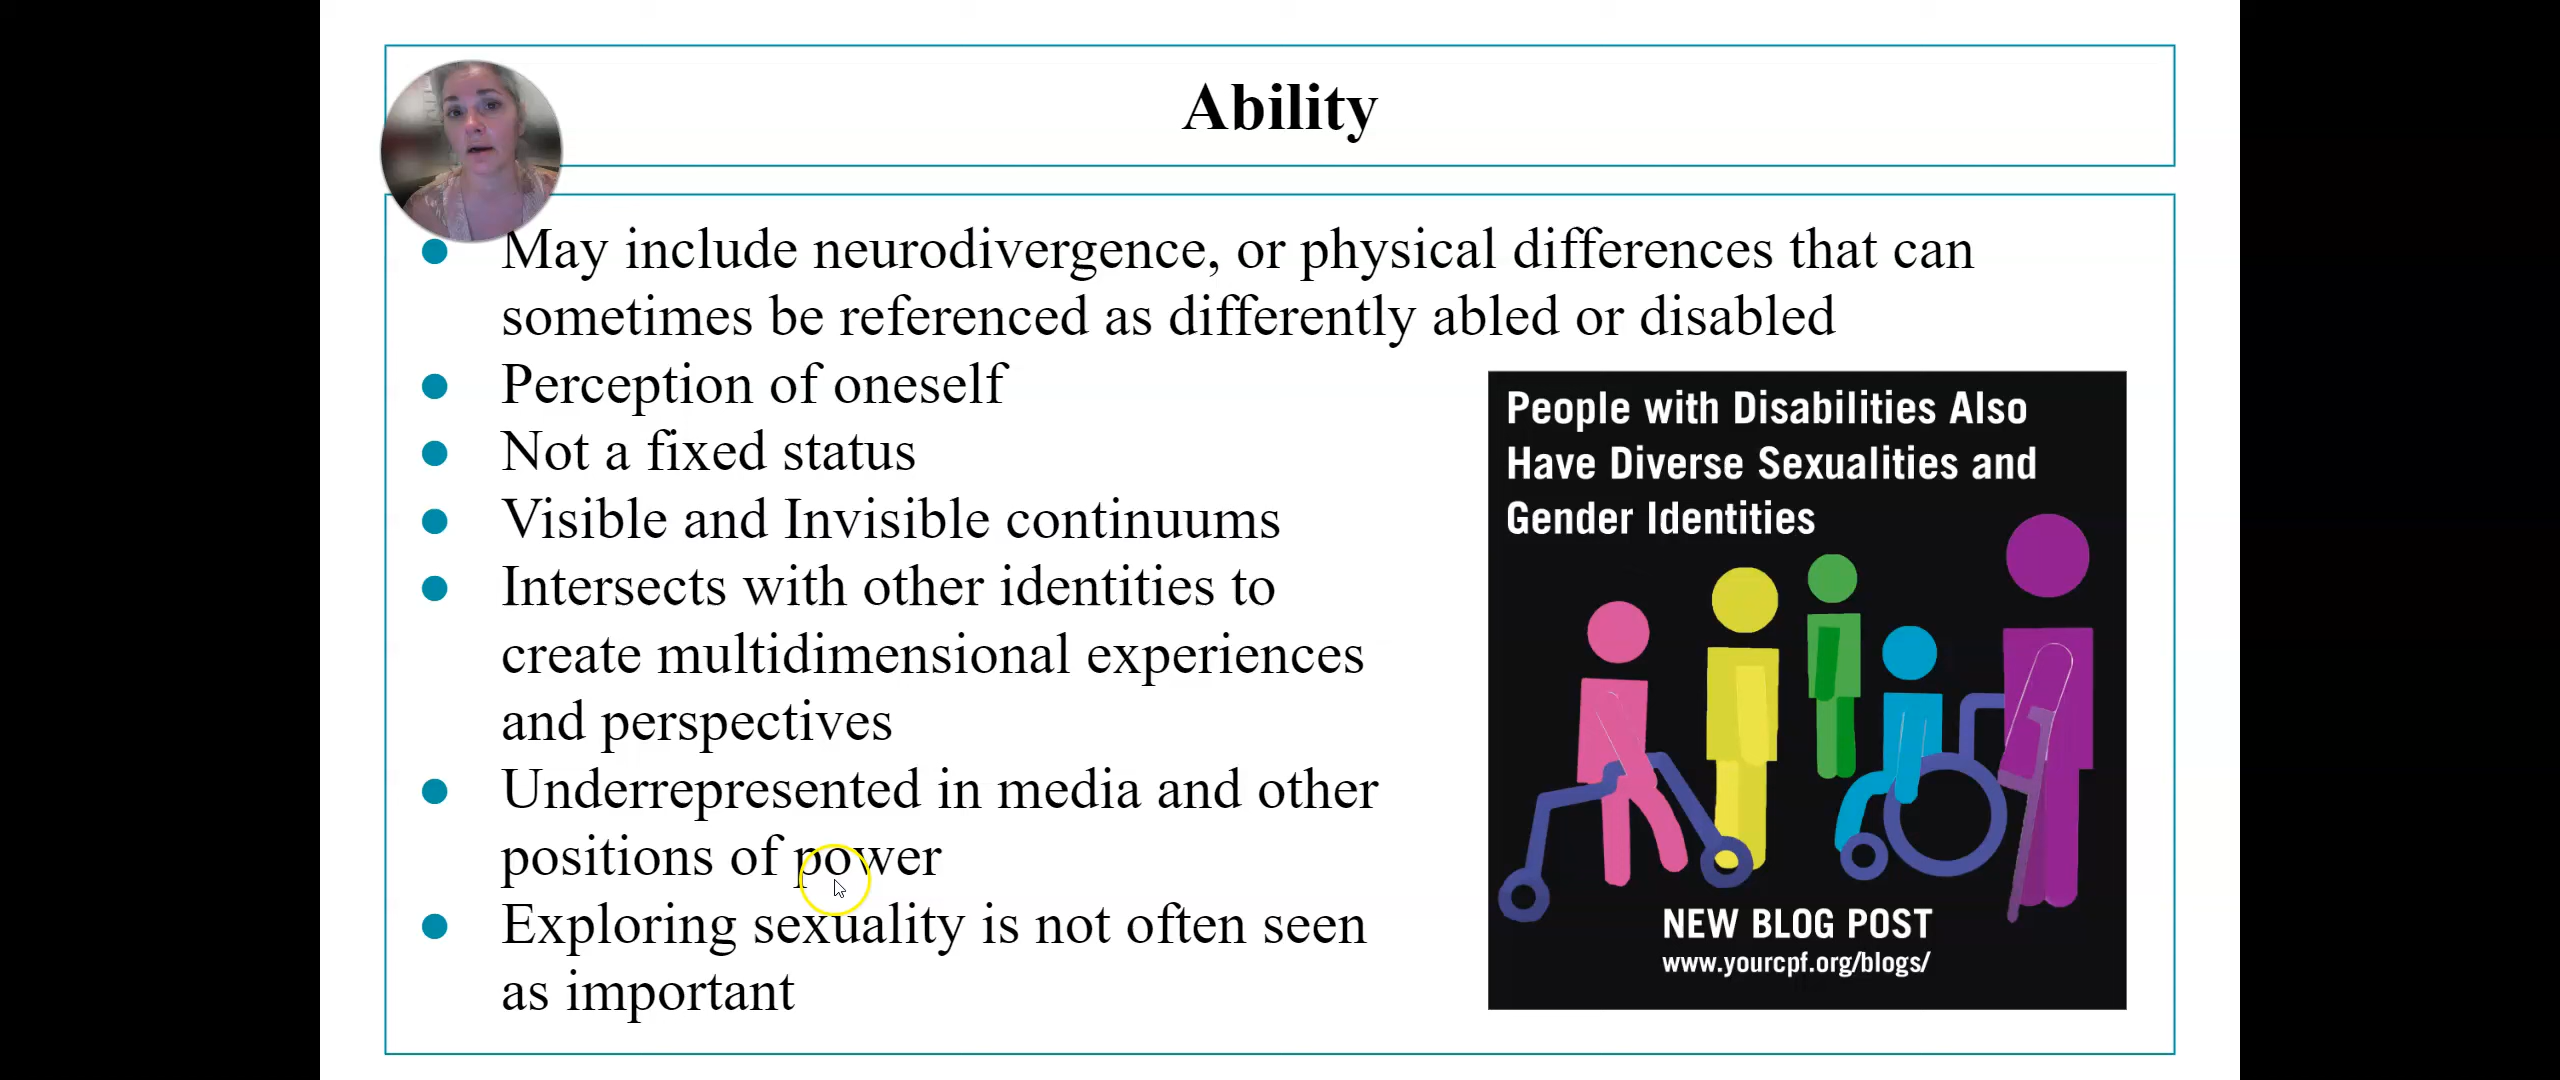 Ability
May include neurodivergence, or physical differences that can
sometimes be referenced as differently abled or disabled
Perception of oneself
Not a fixed status
Visible and Invisible continuums
Intersects with other identities to
create multidimensional experiences
and perspectives
Underrepresented in media and other
positions of power
Exploring sexuality is not often seen
as important
People with Disabilities Also
Have Diverse Sexualities and
Gender Identities
NEW BLOG POST
www.yourcpf.org/blogs/